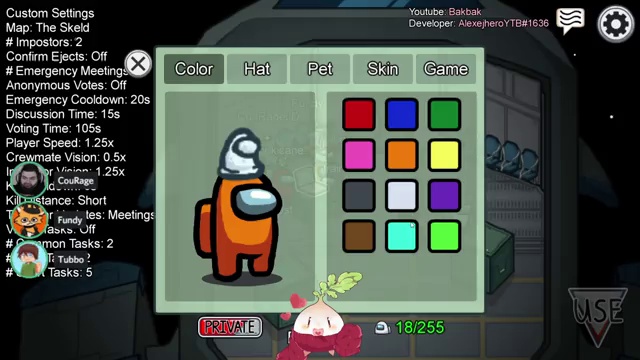 Custom Settings
Map: The Skeld
# Impostors: 2
Confirm Ejects: Off
# Emergency Meetings
Anonymous Votes: Off
Emergency Cooldown: 20s
Discussion Time: 15s
Voting Time: 105s
Player Speed: 1.25x
Crewmate Vision: 0.5x
Vision: 1.25x
CouRage
Kill Distance: Short
Updates: Meetings
Fundy
Tasks: Off
# Common Tasks: 2
Tubbo
Tasks: 5
Youtube: Bakbak
Developer: AlexejheroYTB#1636
Color
Hat
Pet
Skin
Game
PRIVATE
18/255
USE